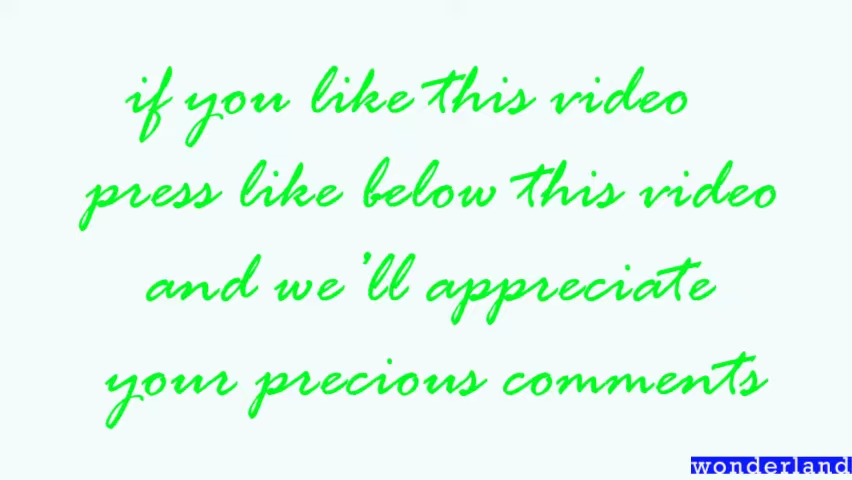 if you like this video
press like below this video
and we'll appreciate
your precious comments
wonderland